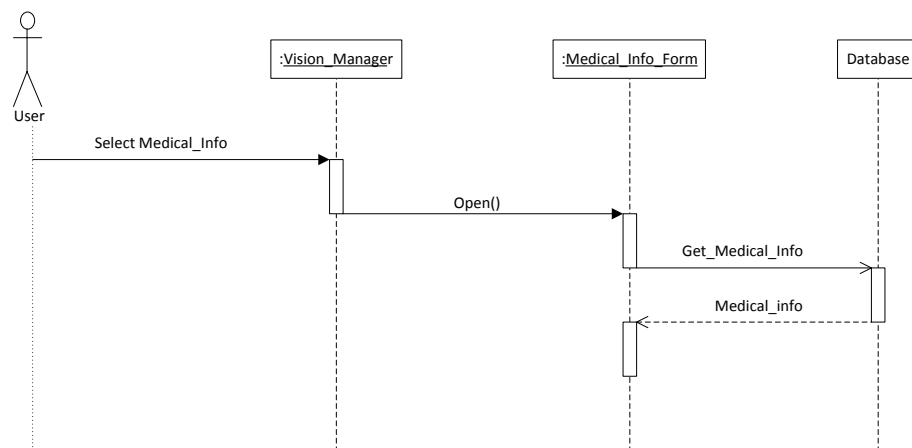 :Vision_Manager
:Medical_Info_Form
Database
User
Select Medical_Info
Open()
Get_Medical_Info
Medical_info